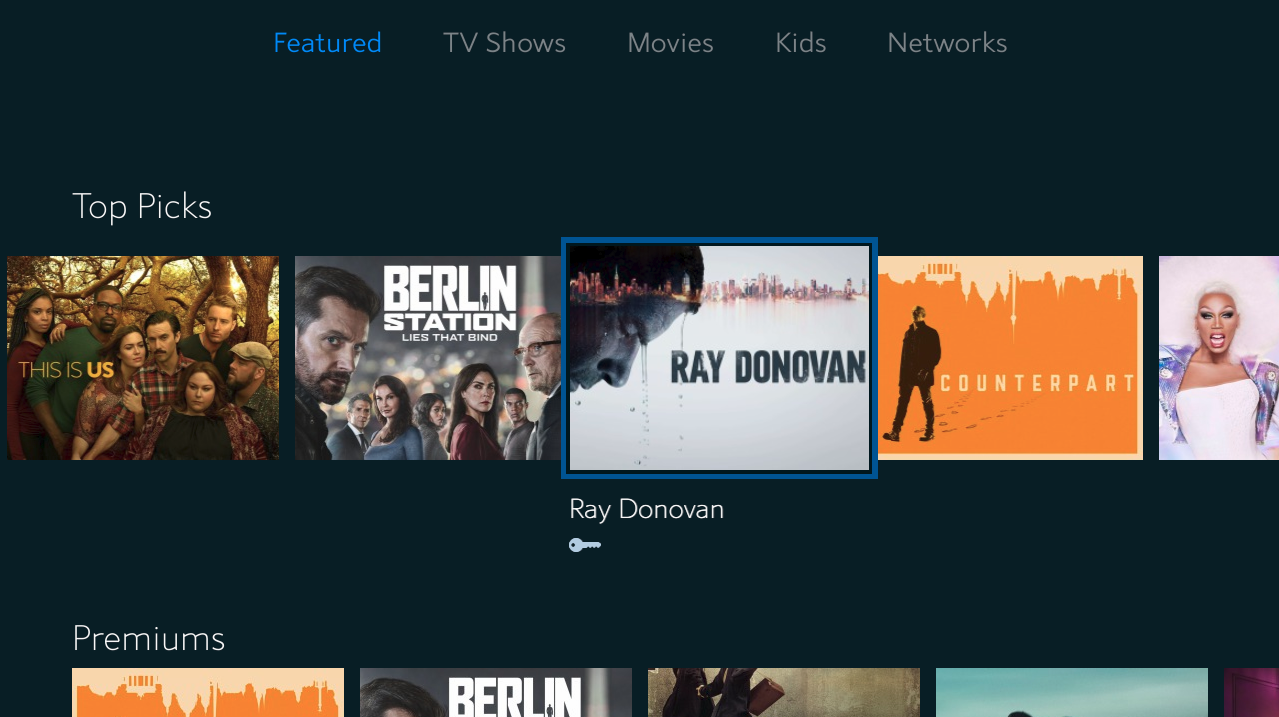 Featured TV Shows Movies Kids Networks
Top Picks
THIS IS US
BERLIN
STATION
LIES THAT BIND
RAY DONOVAN
COUNTERPART
Ray Donovan
Premiums
BERLIN